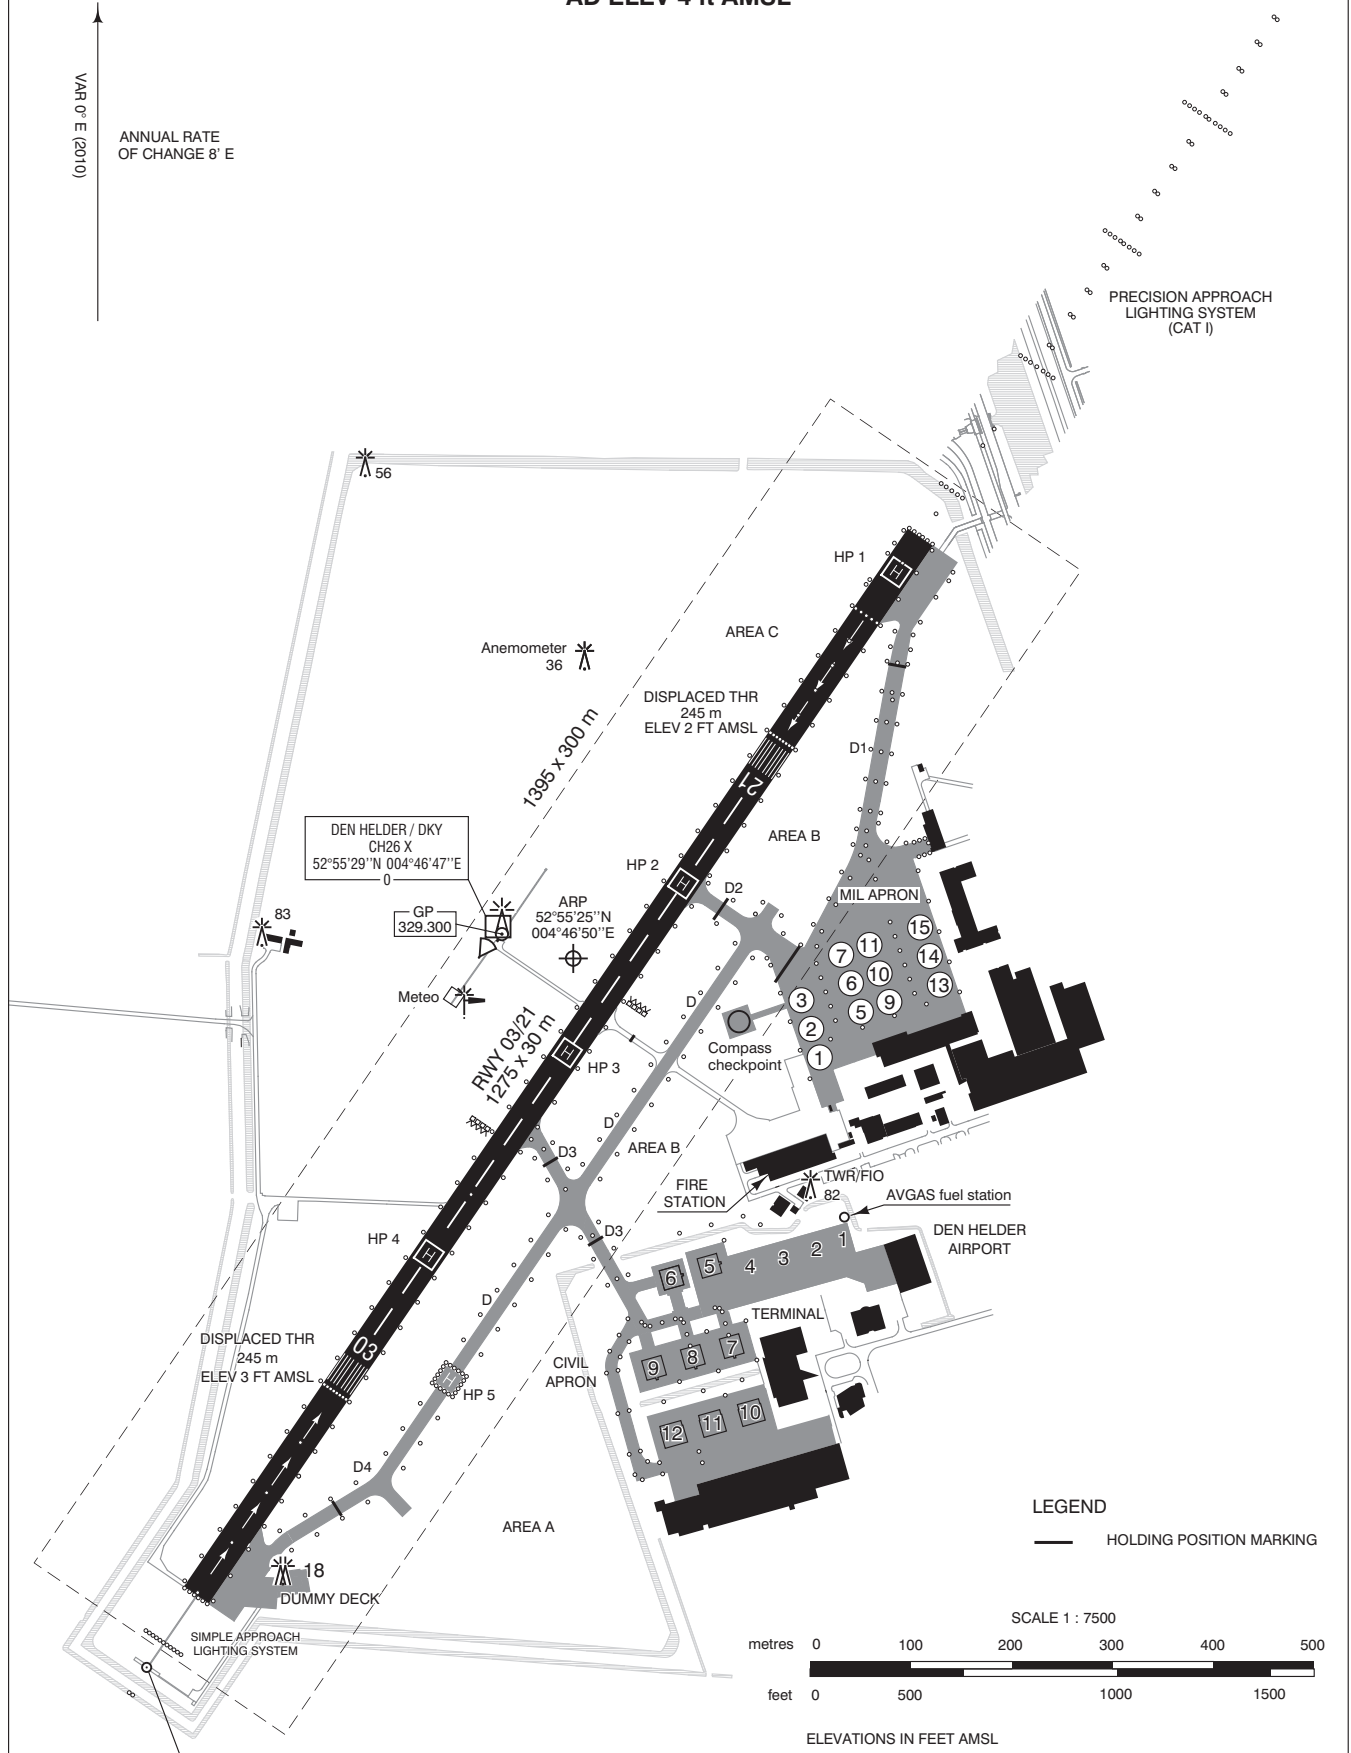 AD ELEV 4 ft AMSL
VAR 0° E (2010)
ANNUAL RATE
OF CHANGE 8' E
PRECISION APPROACH
LIGHTING SYSTEM
(CAT I)
56
HP 1
H
AREA C
Anemometer
36
DISPLACED THR
245 m
ELEV 2 FT AMSL
D1
1395 x 300 m
21
DEN HELDER / DKY
CH26 X
52°55'29''N 004°46'47''E
0
AREA B
HP 2
H
D2
MIL APRON
GP
329.300
ARP
52°55'25''N
004°46'50''E
83
15
11
7
14
10
6
13
9
5
3
2
1
Meteo
D
Compass
checkpoint
RWY 03/21
1275 x 30 m
H
HP 3
D
D3
AREA B
FIRE
STATION
TWR/FIO
82
AVGAS fuel station
DEN HELDER
AIRPORT
HP 4
H
D3
1
2
3
4
5
6
D
TERMINAL
DISPLACED THR
245 m
ELEV 3 FT AMSL
03
7
8
9
CIVIL
APRON
H
HP 5
10
11
12
D4
AREA A
18
DUMMY DECK
SIMPLE APPROACH
LIGHTING SYSTEM
LEGEND
HOLDING POSITION MARKING
SCALE 1 : 7500
metres 0 100 200 300 400 500
feet 0 500 1000 1500
ELEVATIONS IN FEET AMSL